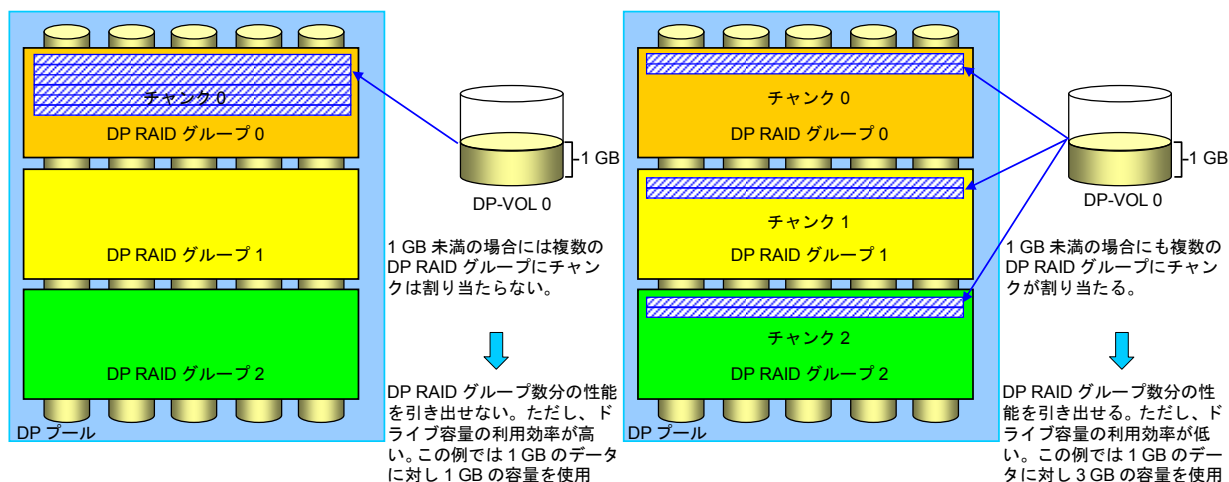 チャンク 0
DP RAID グループ 0
DP RAID グループ 1
DP RAID グループ 2
DP プール
1 GB
DP-VOL 0
1 GB 未満の場合には複数の
DP RAID グループにチャン
クは割り当たらない。
DP RAID グループ数分の性能
を引き出せない。ただし、ド
ライブ容量の利用効率が高
い。この例では 1 GB のデータ
に対し 1 GB の容量を使用
チャンク 0
DP RAID グループ 0
チャンク 1
DP RAID グループ 1
チャンク 2
DP RAID グループ 2
DP プール
1 GB
DP-VOL 0
1 GB 未満の場合にも複数の
DP RAID グループにチャン
クが割り当たる。
DP RAID グループ数分の性
能を引き出せる。ただし、ド
ライブ容量の利用効率が低
い。この例では 1 GB のデー
タに対し 3 GB の容量を使用